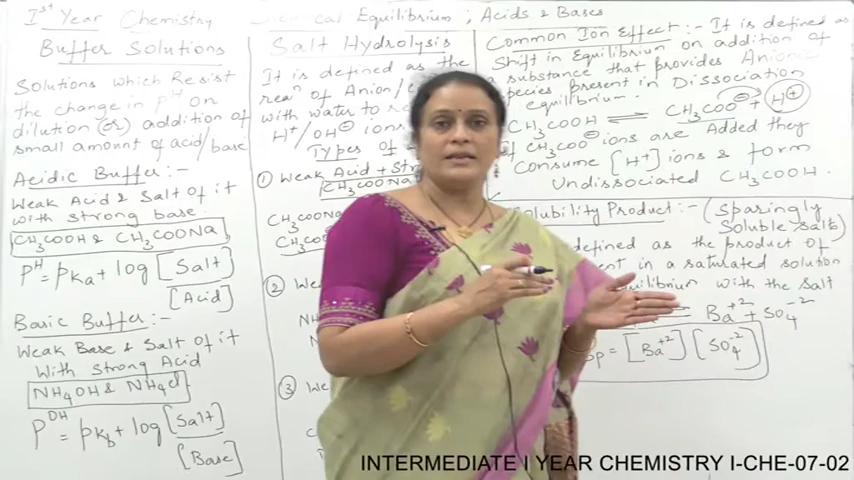 Ist Year Chemistry
Chemical Equilibrium ; Acids & Bases
Buffer Solutions
Solutions which Resist
the change in PH on
dilution (or) addition of
small amount of acid/base
Acidic Buffer :-
Weak Acid & Salt of it
with strong base.
CH3COOH & CH3COONa
PH = pKa + log [Salt]
[Acid]
Basic Buffer :-
Weak Base & Salt of it
With Strong Acid
NH4OH & NH4Cl
POH = pKb + log [Salt]
[Base]
Salt Hydrolysis
It is defined as the
reaⁿ of Anion/
with water to
H+/OH⊖ ions
Types of
① Weak Acid +
CH3COONa
② 
③ 
Common Ion Effect :- It is defined as
Shift in Equilibrium on addition of
a substance that provides Anionic
species present in Dissociation
equilibrium.
CH3COOH ⇌ CH3COO⊖ + H⊕
If CH3COO⊖ ions are Added they
Consume [H+] ions & form
Undissociated CH3COOH.
Solubility Product :- (Sparingly
Soluble Salts)
defined as the product of
in a saturated solution
equilibrium with the Salt
Ba+2 + SO4-2
= [Ba+2] [SO4-2]
INTERMEDIATE I YEAR CHEMISTRY I-CHE-07-02